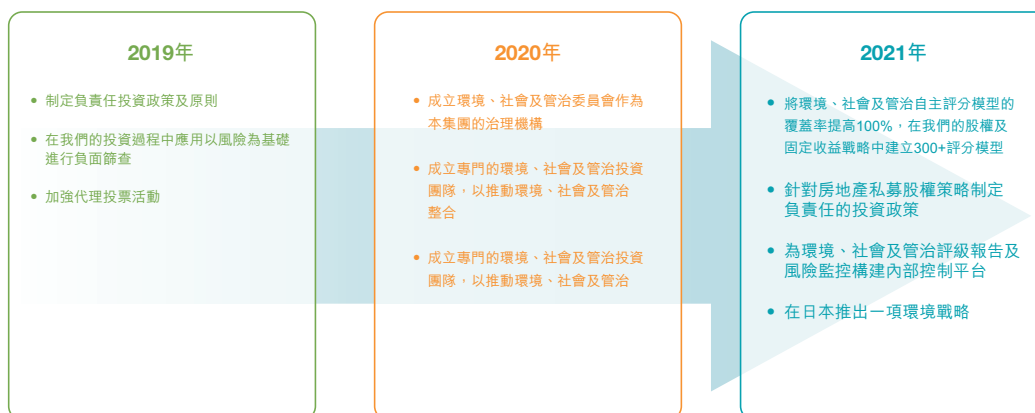 2019年
• 制定負責任投資政策及原則
• 在我們的投資過程中應用以風險為基礎
進行負面篩查
• 加強代理投票活動
2020年
• 成立環境、社會及管治委員會作為
本集團的治理機構
• 成立專門的環境、社會及管治投資
團隊，以推動環境、社會及管治
整合
• 成立專門的環境、社會及管治投資
團隊，以推動環境、社會及管治
2021年
• 將環境、社會及管治自主評分模型的
覆蓋率提高100%，在我們的股權及
固定收益戰略中建立300+評分模型
• 針對房地產私募股權策略制定
負責任的投資政策
• 為環境、社會及管治評級報告及
風險監控構建內部控制平台
• 在日本推出一項環境戰略